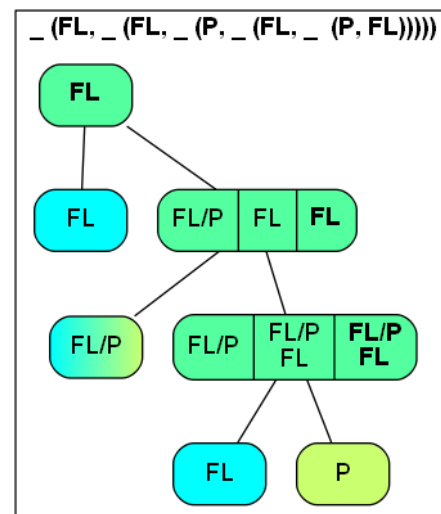 _ (FL, _ (FL, _ (P, _ (FL, _ (P, FL)))))
FL
FL
FL/P FL FL
FL/P
FL/P FL/P FL FL/P FL
FL P